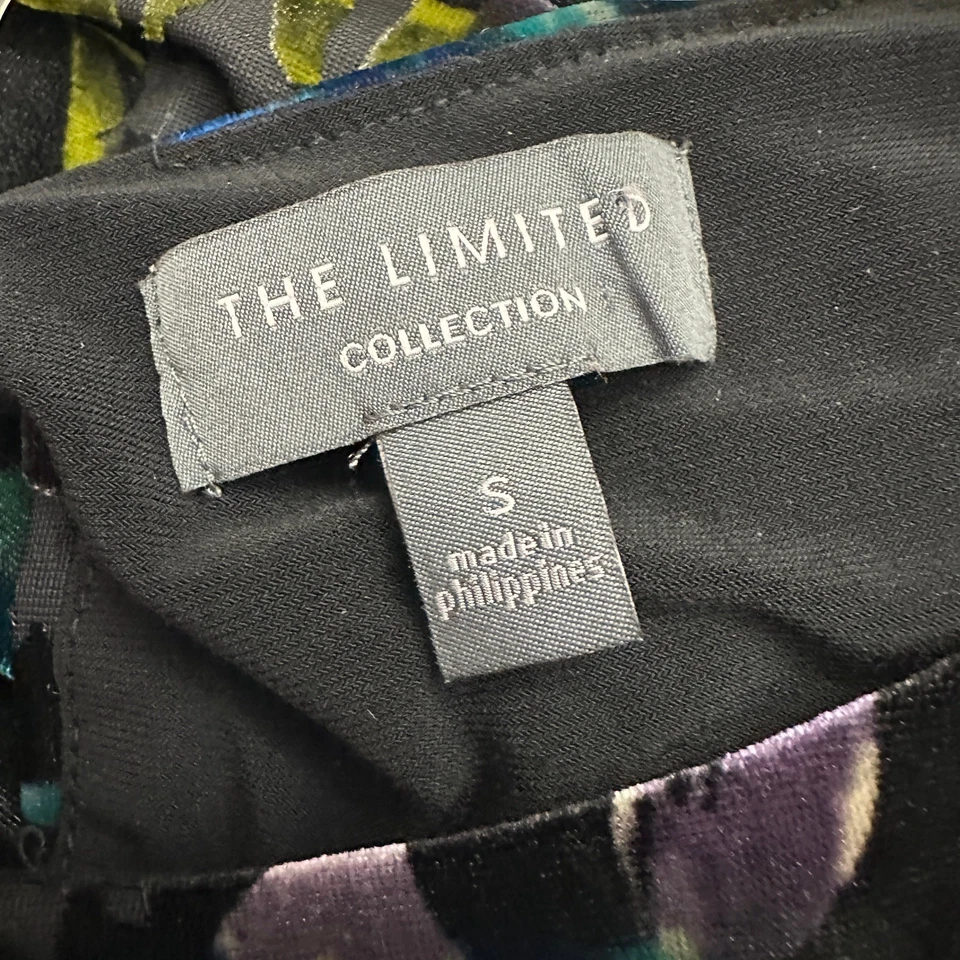 THE LIMITED
COLLECTION
S
made in
philippines